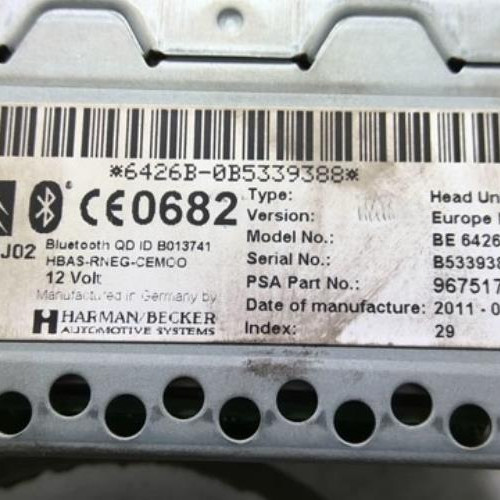 *6426B-0B5339388*
CE0682
J02
Bluetooth QD ID B013741
HBAS-RNEG-CEMCO
12 Volt
Manufactured in Germany by
HARMAN/BECKER
AUTOMOTIVE SYSTEMS
Type: Head Uni
Version: Europe
Model No.: BE 6426
Serial No.: B533938
PSA Part No.: 967517
Date of manufacture: 2011 - 0
Index: 29